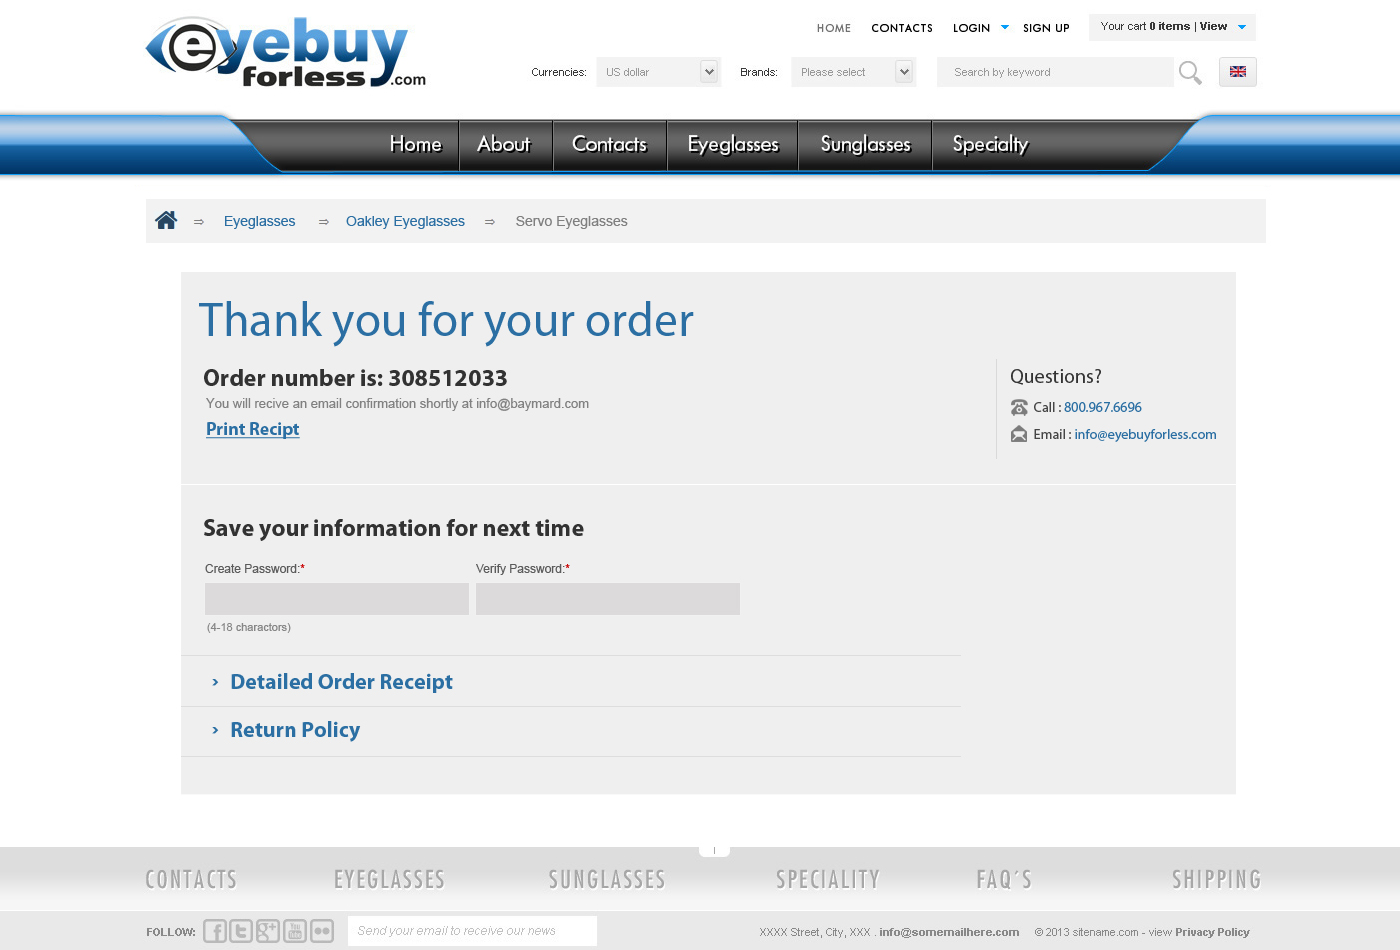 eyebuy
forless.com
HOME CONTACTS LOGIN SIGN UP Your cart 0 items | View
Currencies: US dollar Brands: Please select Search by keyword
Home About Contacts Eyeglasses Sunglasses Specialty
⇒ Eyeglasses ⇒ Oakley Eyeglasses ⇒ Servo Eyeglasses
Thank you for your order
Order number is: 308512033
You will recive an email confirmation shortly at info@baymard.com
Print Recipt
Questions?
Call : 800.967.6696
Email : info@eyebuyforless.com
Save your information for next time
Create Password:* Verify Password:*
(4-18 charactors)
› Detailed Order Receipt
› Return Policy
CONTACTS EYEGLASSES SUNGLASSES SPECIALITY FAQ´S SHIPPING
FOLLOW: f t g+ You Tube Send your email to receive our news XXXX Street, City, XXX . info@somemailhere.com © 2013 sitename.com - view Privacy Policy